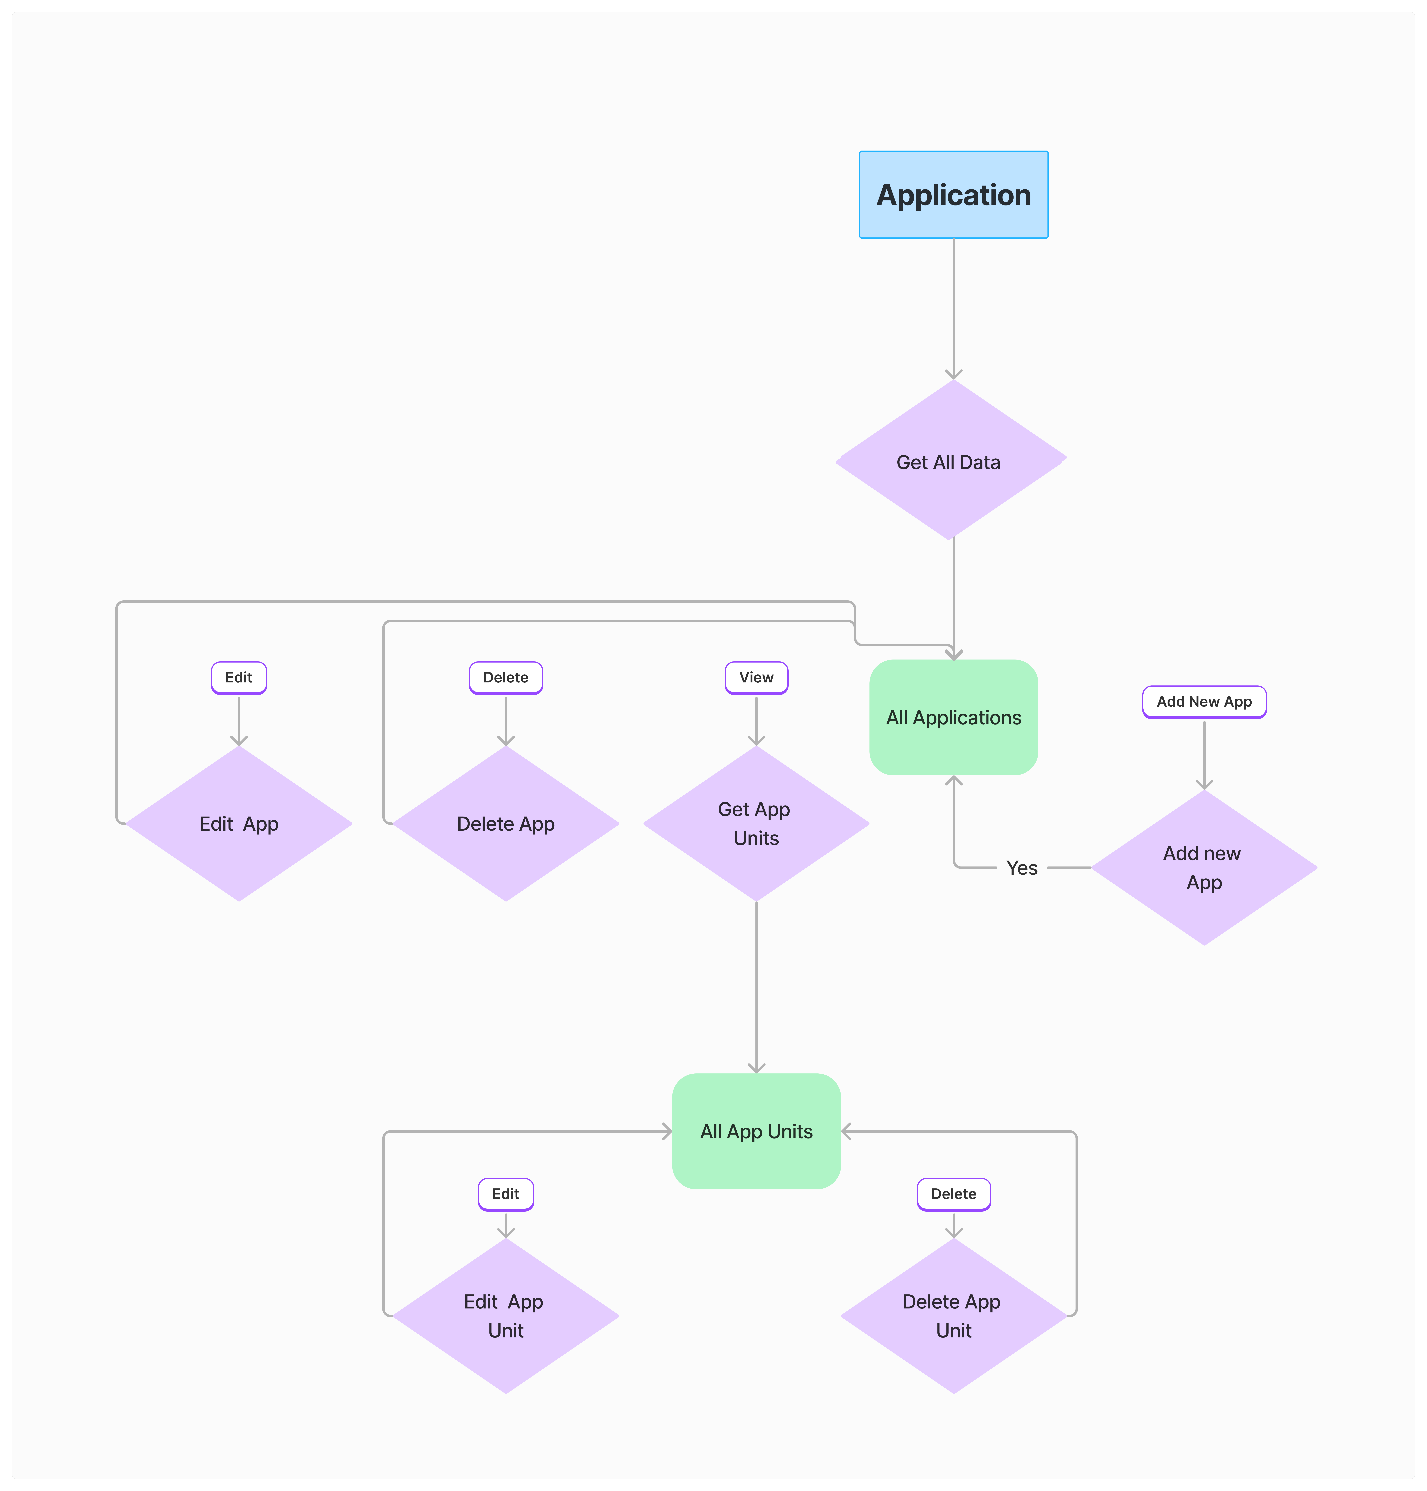 Application
Get All Data
Edit
Delete
View
All Applications
Add New App
Edit App
Delete App
Get App
Units
Add new
App
Yes
All App Units
Edit
Delete
Edit App
Unit
Delete App
Unit